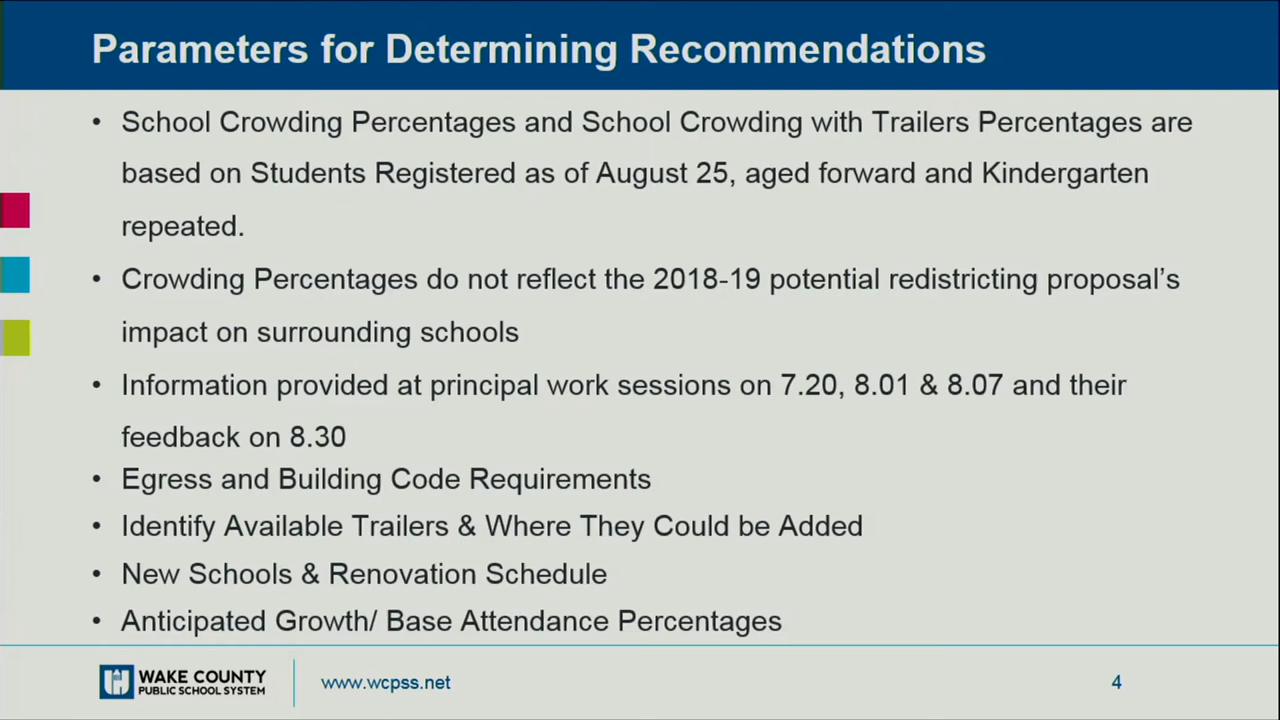 Parameters for Determining Recommendations
• School Crowding Percentages and School Crowding with Trailers Percentages are
based on Students Registered as of August 25, aged forward and Kindergarten
repeated.
• Crowding Percentages do not reflect the 2018-19 potential redistricting proposal's
impact on surrounding schools
• Information provided at principal work sessions on 7.20, 8.01 & 8.07 and their
feedback on 8.30
• Egress and Building Code Requirements
• Identify Available Trailers & Where They Could be Added
• New Schools & Renovation Schedule
• Anticipated Growth/ Base Attendance Percentages
WAKE COUNTY
PUBLIC SCHOOL SYSTEM
www.wcpss.net
4